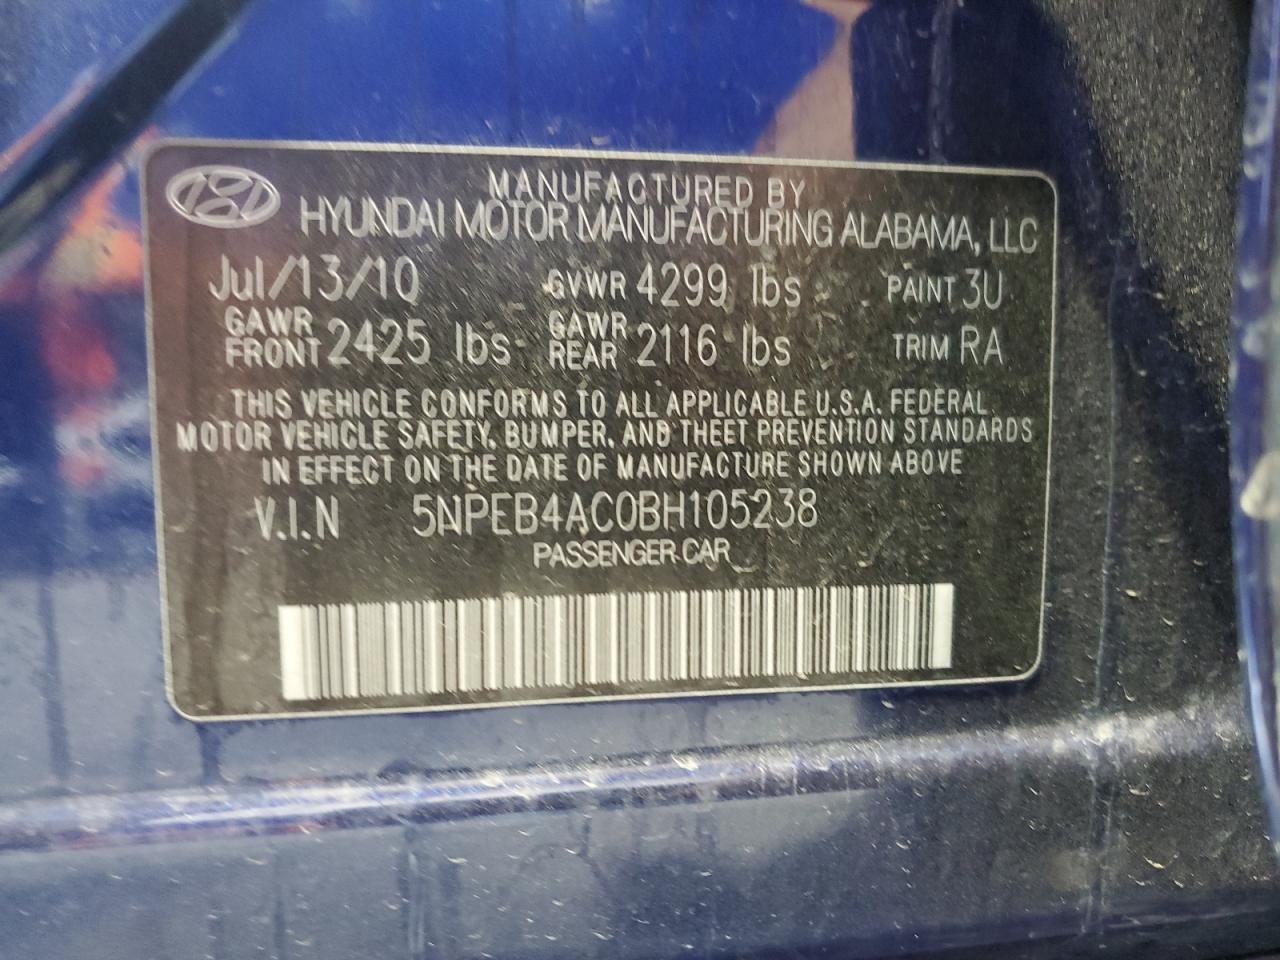 MANUFACTURED BY
HYUNDAI MOTOR MANUFACTURING ALABAMA, LLC
Jul/13/10 GVWR 4299 lbs PAINT 3U
GAWR FRONT 2425 lbs GAWR REAR 2116 lbs TRIM RA
THIS VEHICLE CONFORMS TO ALL APPLICABLE U.S.A. FEDERAL
MOTOR VEHICLE SAFETY, BUMPER, AND THEFT PREVENTION STANDARDS
IN EFFECT ON THE DATE OF MANUFACTURE SHOWN ABOVE
V.I.N 5NPEB4AC0BH105238
PASSENGER CAR